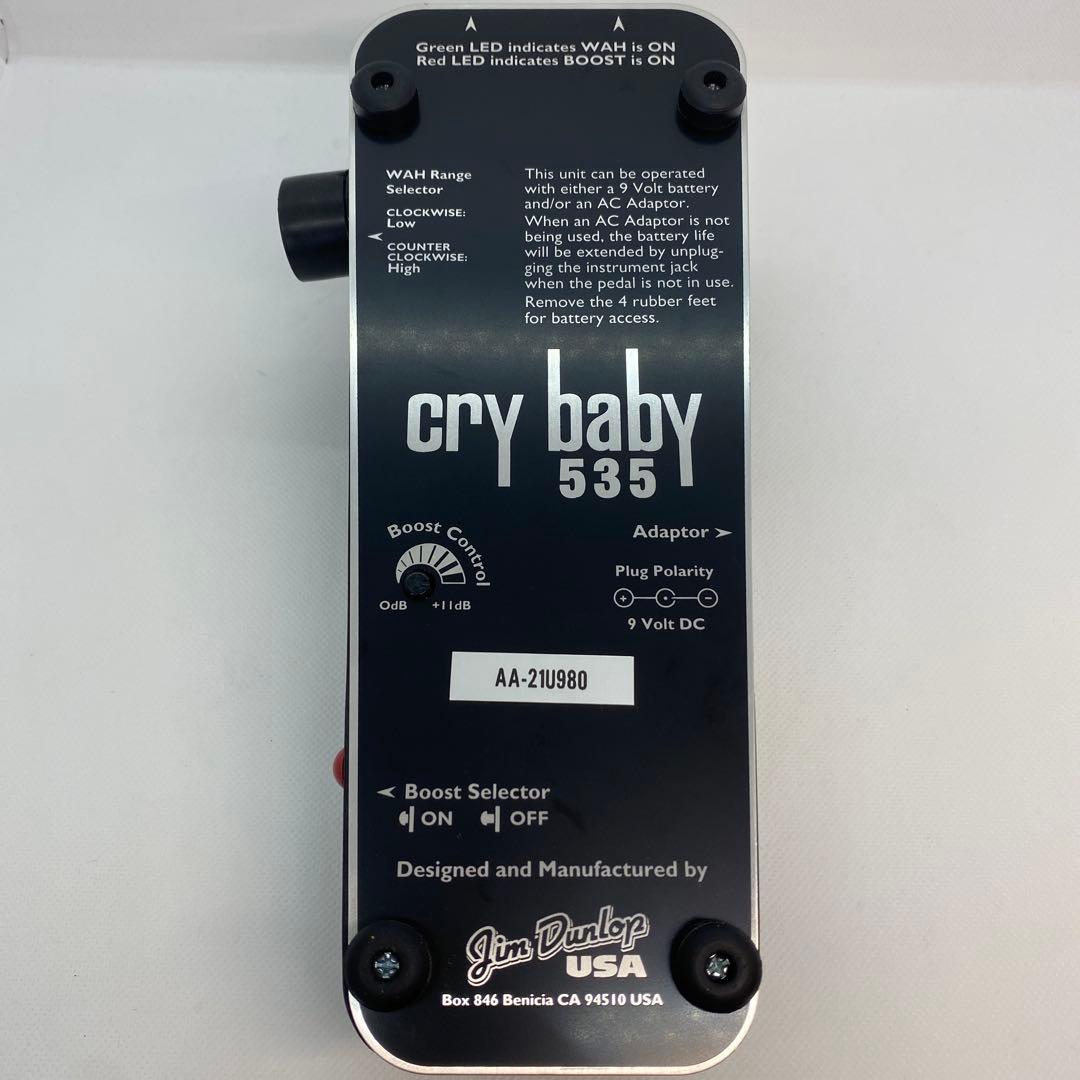 Green LED indicates WAH is ON
Red LED indicates BOOST is ON
WAH Range
Selector
CLOCKWISE:
Low
COUNTER
CLOCKWISE:
High
This unit can be operated
with either a 9 Volt battery
and/or an AC Adaptor.
When an AC Adaptor is not
being used, the battery life
will be extended by unplug-
ging the instrument jack
when the pedal is not in use.
Remove the 4 rubber feet
for battery access.
cry baby
535
Boost Control
0dB +11dB
Adaptor
Plug Polarity
+ -
9 Volt DC
AA-21U980
Boost Selector
ON OFF
Designed and Manufactured by
Jim Dunlop
USA
Box 846 Benicia CA 94510 USA